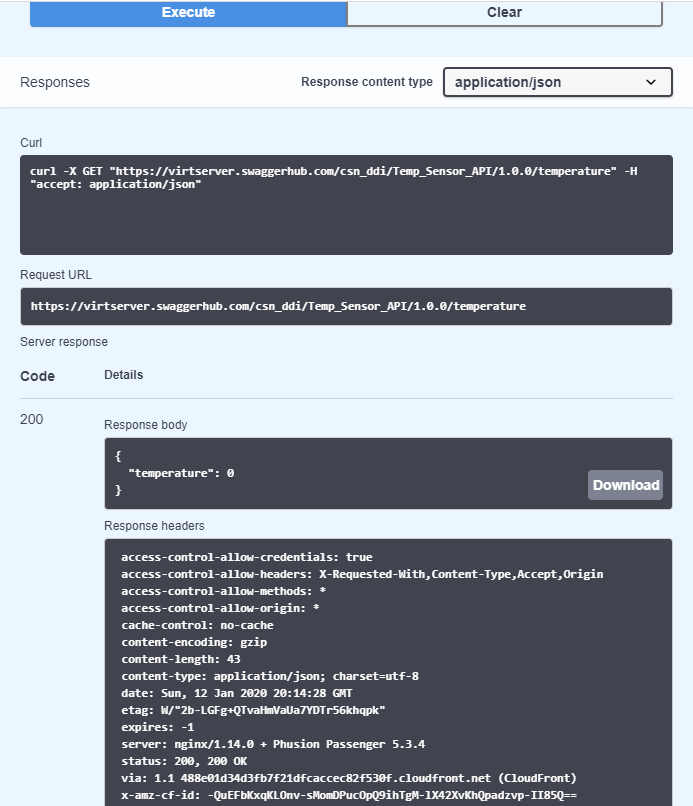 Execute
Clear
Responses
Response content type
application/json
Curl
curl -X GET "https://virtserver.swaggerhub.com/csn_ddi/Temp_Sensor_API/1.0.0/temperature" -H
"accept: application/json"
Request URL
https://virtserver.swaggerhub.com/csn_ddi/Temp_Sensor_API/1.0.0/temperature
Server response
Code
Details
200
Response body
{
"temperature": 0
}
Download
Response headers
access-control-allow-credentials: true
access-control-allow-headers: X-Requested-With,Content-Type,Accept,Origin
access-control-allow-methods: *
access-control-allow-origin: *
cache-control: no-cache
content-encoding: gzip
content-length: 43
content-type: application/json; charset=utf-8
date: Sun, 12 Jan 2020 20:14:28 GMT
etag: W/"2b-LGFg+QTvaHmVaUa7YDTr56khqpk"
expires: -1
server: nginx/1.14.0 + Phusion Passenger 5.3.4
status: 200, 200 OK
via: 1.1 488e01d34d3fb7f21dfcaccec82f530f.cloudfront.net (CloudFront)
x-amz-cf-id: -QuEFbKxqKLOnv-sMomDPucOpQ9ihTgM-lX42XvKhQpadzvp-II85Q==